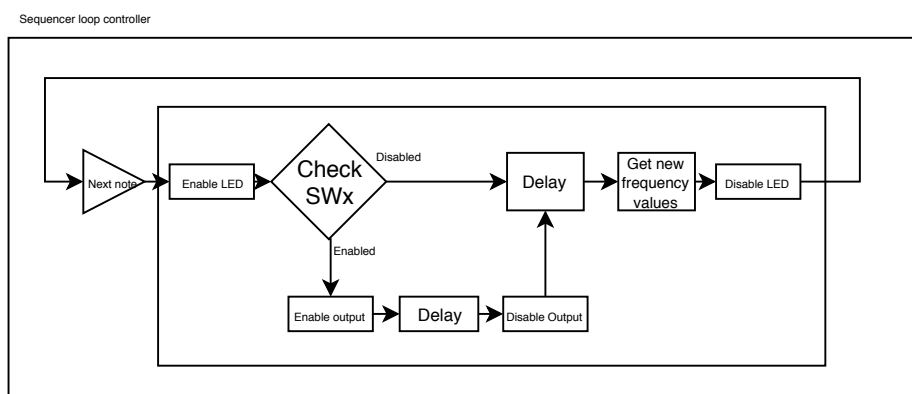 Sequencer loop controller
Next note
Enable LED
Check
SWx
Disabled
Delay
Get new
frequency
values
Disable LED
Enabled
Enable output
Delay
Disable Output